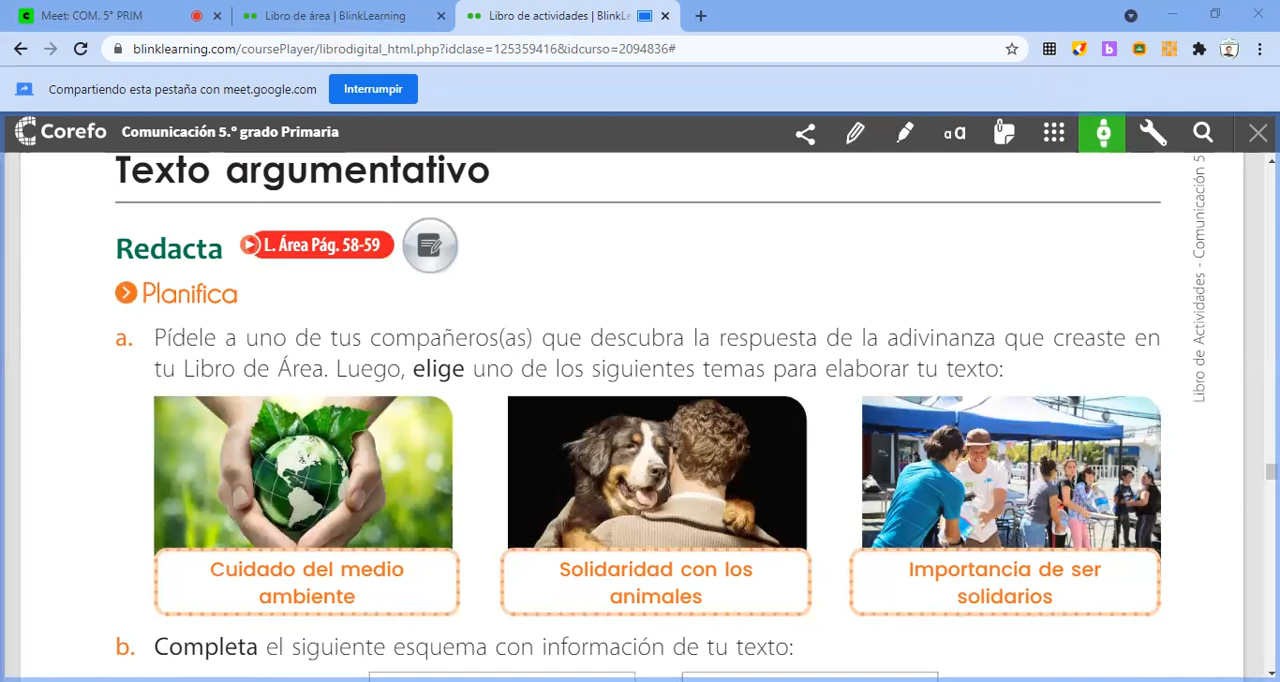 Meet: COM. 5° PRIM
Libro de área | BlinkLearning
Libro de actividades | BlinkLe
blinklearning.com/coursePlayer/librodigital_html.php?idclase=125359416&idcurso=2094836#
Compartiendo esta pestaña con meet.google.com
Interrumpir
Corefo
Comunicación 5.º grado Primaria
aa
Texto argumentativo
Redacta
L. Área Pág. 58-59
Planifica
a. Pídele a uno de tus compañeros(as) que descubra la respuesta de la adivinanza que creaste en
tu Libro de Área. Luego, elige uno de los siguientes temas para elaborar tu texto:
Cuidado del medio
ambiente
Solidaridad con los
animales
Importancia de ser
solidarios
b. Completa el siguiente esquema con información de tu texto:
Libro de Actividades - Comunicación 5